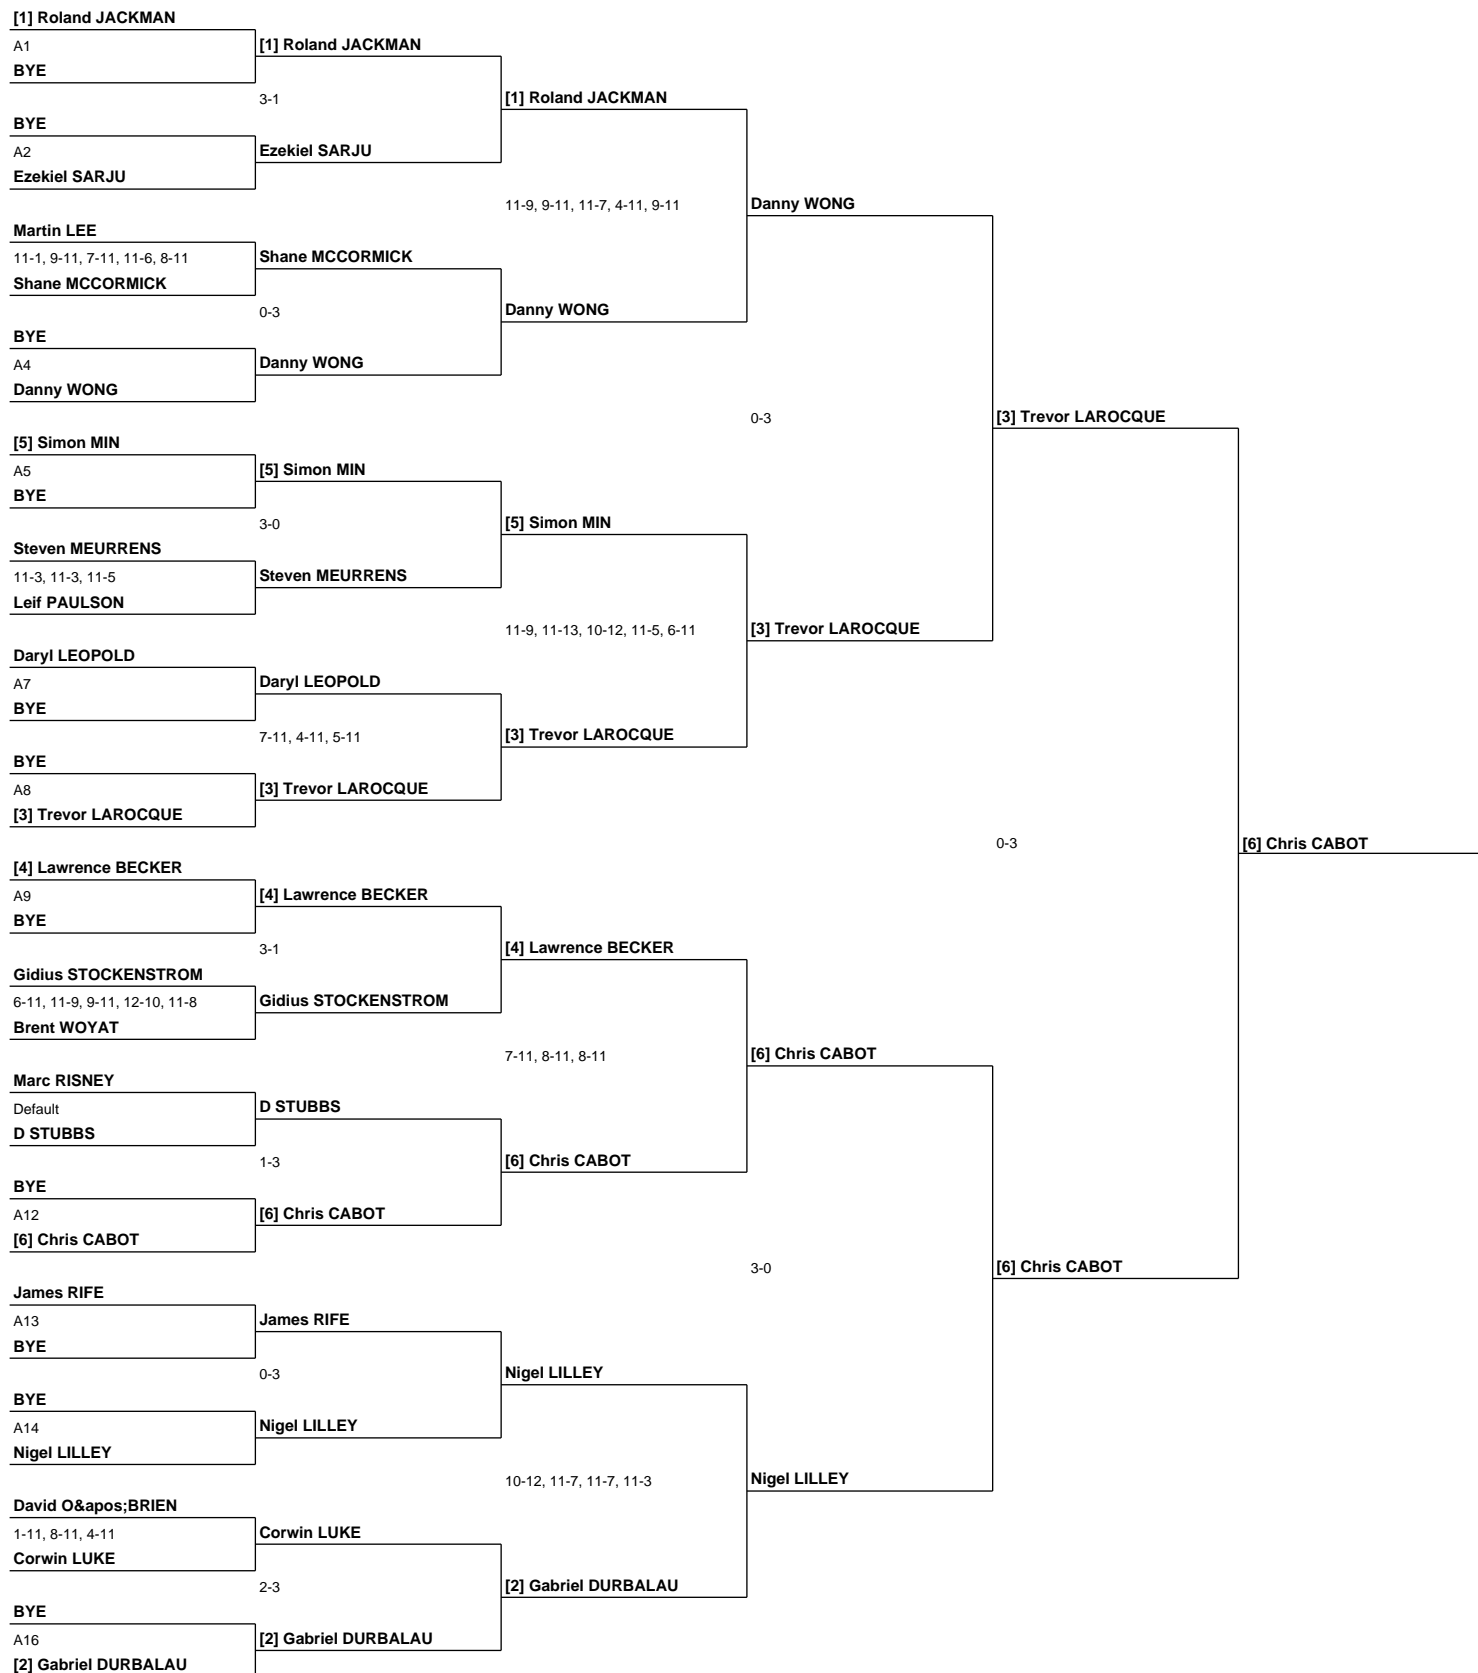 [1] Roland JACKMAN
A1
BYE
BYE
A2
Ezekiel SARJU
Martin LEE
11-1, 9-11, 7-11, 11-6, 8-11
Shane MCCORMICK
BYE
A4
Danny WONG
[5] Simon MIN
A5
BYE
Steven MEURRENS
11-3, 11-3, 11-5
Leif PAULSON
Daryl LEOPOLD
A7
BYE
BYE
A8
[3] Trevor LAROCQUE
[4] Lawrence BECKER
A9
BYE
Gidius STOCKENSTROM
6-11, 11-9, 9-11, 12-10, 11-8
Brent WOYAT
Marc RISNEY
Default
D STUBBS
BYE
A12
[6] Chris CABOT
James RIFE
A13
BYE
BYE
A14
Nigel LILLEY
David O&apos;BRIEN
1-11, 8-11, 4-11
Corwin LUKE
BYE
A16
[2] Gabriel DURBALAU
[1] Roland JACKMAN
3-1
Ezekiel SARJU
Shane MCCORMICK
0-3
Danny WONG
[5] Simon MIN
3-0
Steven MEURRENS
Daryl LEOPOLD
7-11, 4-11, 5-11
[3] Trevor LAROCQUE
[4] Lawrence BECKER
3-1
Gidius STOCKENSTROM
D STUBBS
1-3
[6] Chris CABOT
James RIFE
0-3
Nigel LILLEY
Corwin LUKE
2-3
[2] Gabriel DURBALAU
[1] Roland JACKMAN
11-9, 9-11, 11-7, 4-11, 9-11
Danny WONG
[5] Simon MIN
11-9, 11-13, 10-12, 11-5, 6-11
[3] Trevor LAROCQUE
[4] Lawrence BECKER
7-11, 8-11, 8-11
[6] Chris CABOT
Nigel LILLEY
10-12, 11-7, 11-7, 11-3
[2] Gabriel DURBALAU
Danny WONG
0-3
[3] Trevor LAROCQUE
[6] Chris CABOT
3-0
Nigel LILLEY
[3] Trevor LAROCQUE
0-3
[6] Chris CABOT
[6] Chris CABOT